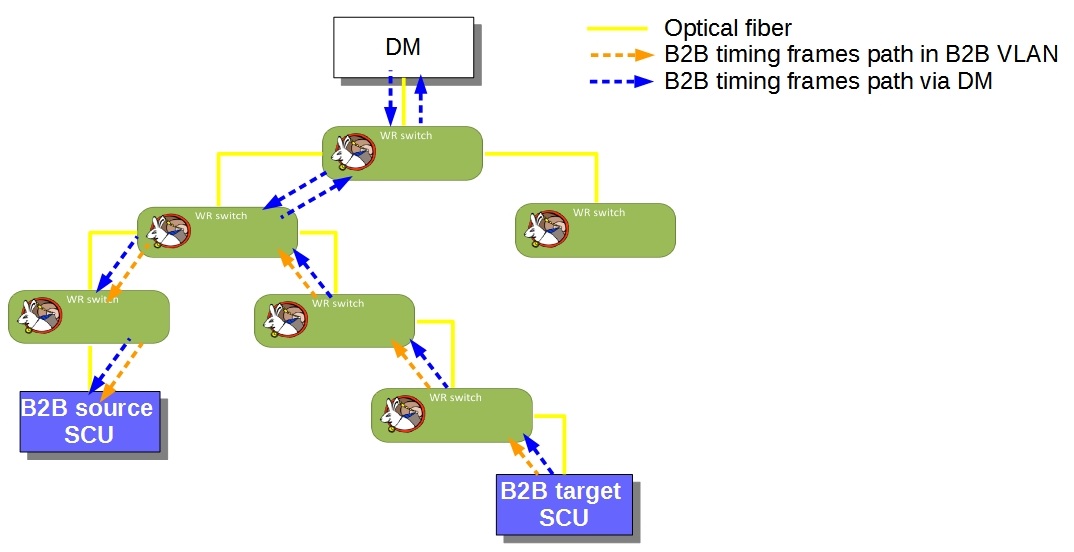 DM
Optical fiber
B2B timing frames path in B2B VLAN
B2B timing frames path via DM
WR switch
WR switch
WR switch
WR switch
WR switch
WR switch
B2B source
SCU
B2B target
SCU